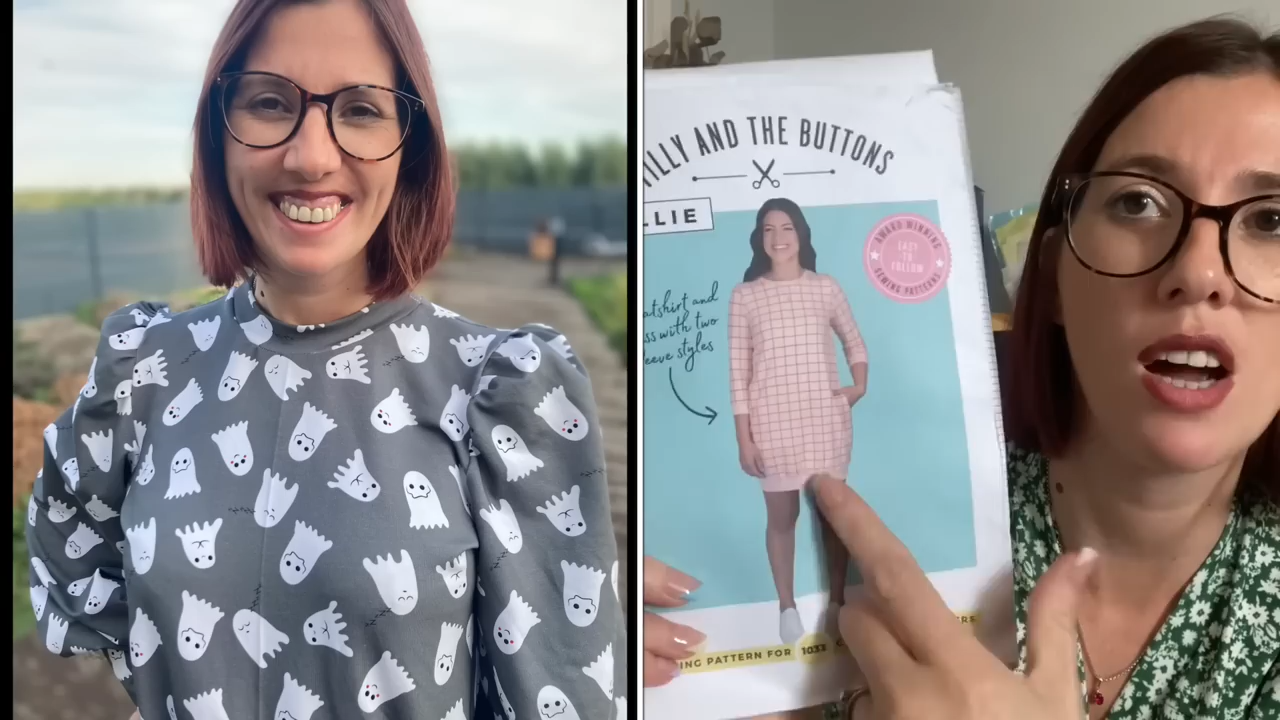 TILLY AND THE BUTTONS
LLIE
AWARD WINNING
EASY
-TO-
FOLLOW
SEWING PATTERNS
atshirt and
ss with two
eeve styles
ING PATTERN FOR